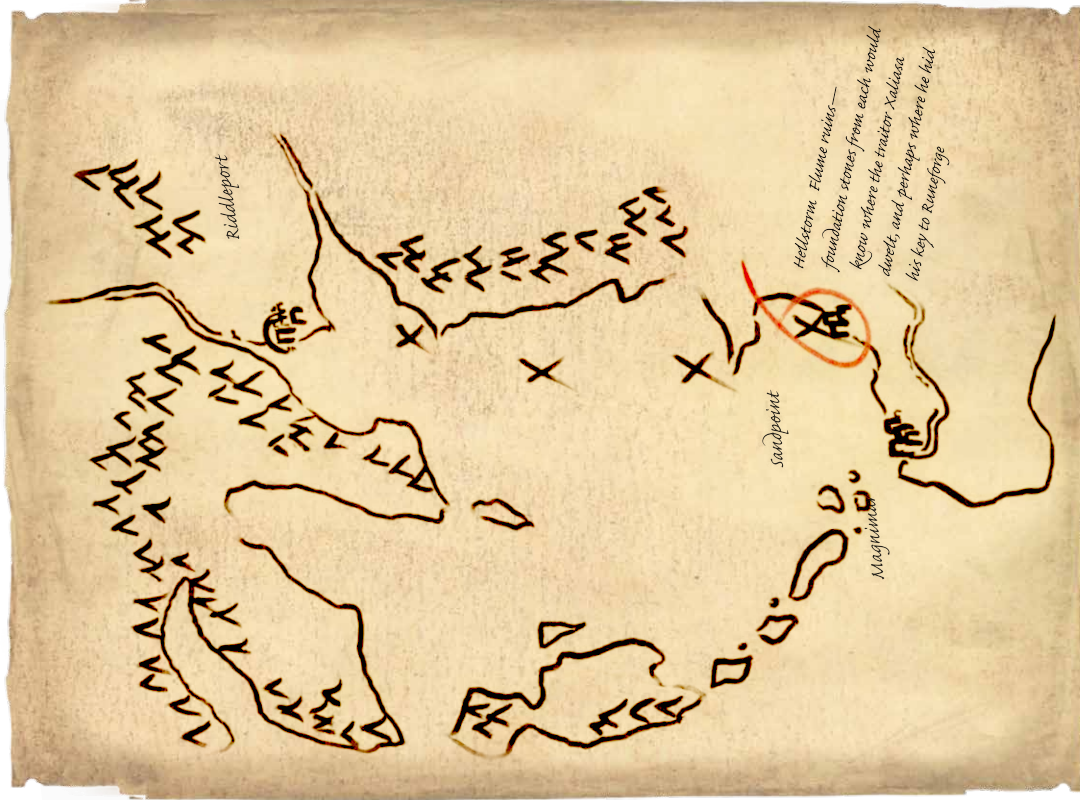 Riddleport
Hellstorm Flume ruins—
foundation stones from each would
know where the traitor Xaliasa
dwelt, and perhaps where he hid
his key to Runeforge
Sandpoint
Magnimar